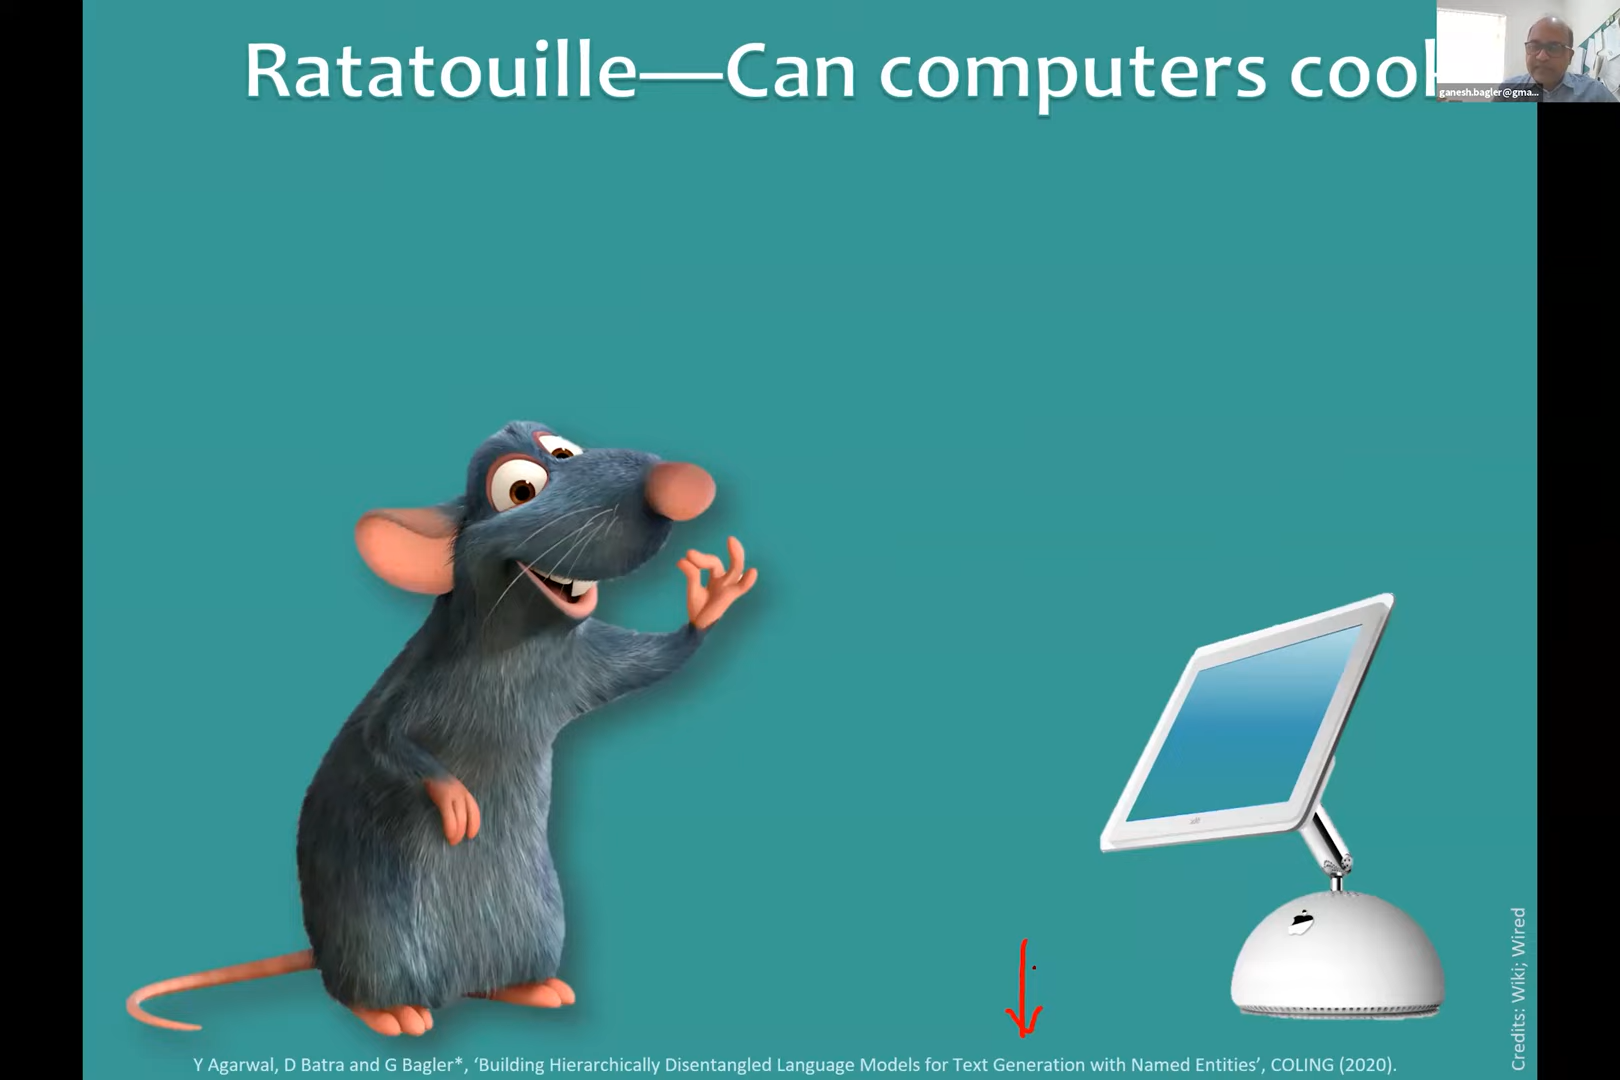 Ratatouille—Can computers cook
ganesh.bagler@gma...
Credits: Wiki; Wired
Y Agarwal, D Batra and G Bagler*, ‘Building Hierarchically Disentangled Language Models for Text Generation with Named Entities’, COLING (2020).